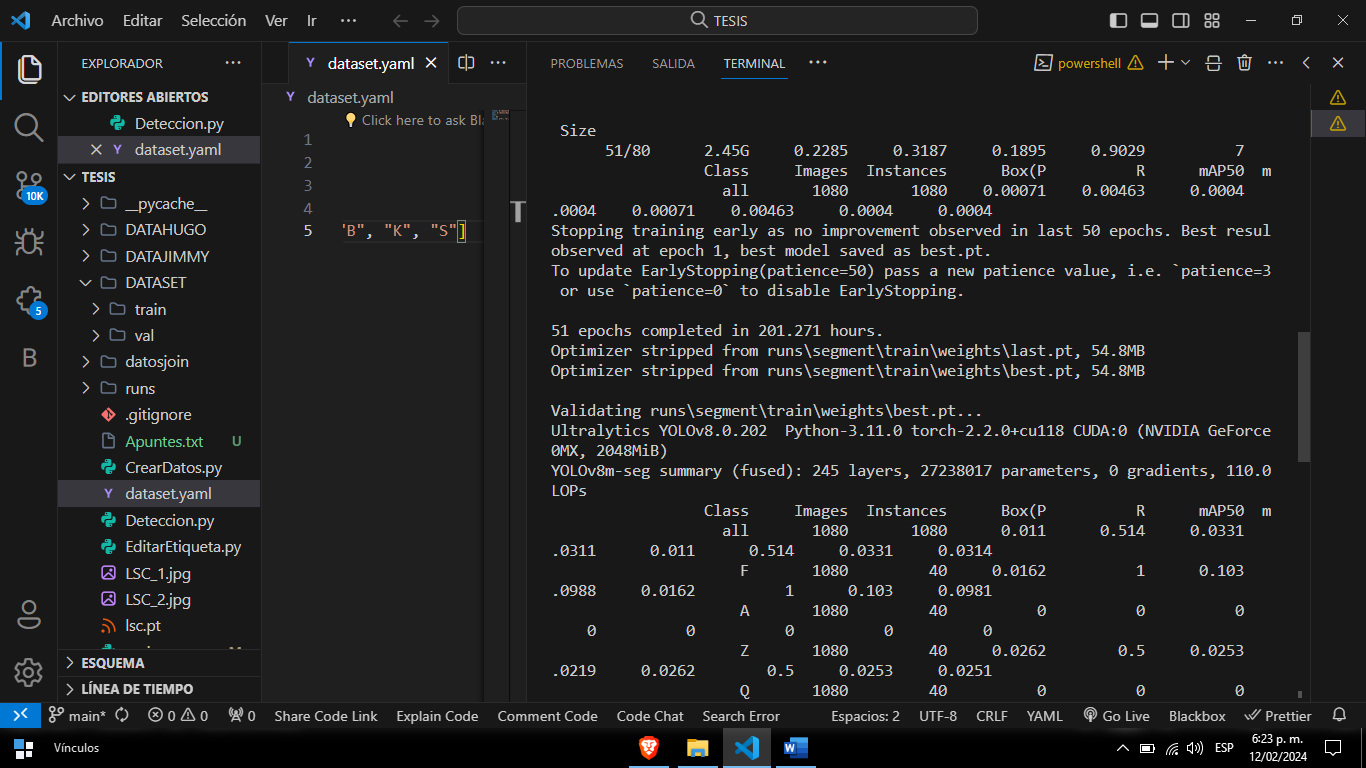 Archivo Editar Selección Ver Ir ··· TESIS
EXPLORADOR ···
EDITORES ABIERTOS
Deteccion.py
dataset.yaml
TESIS
__pycache__
DATAHUGO
DATAJIMMY
DATASET
train
val
datosjoin
runs
.gitignore
Apuntes.txt U
CrearDatos.py
dataset.yaml
Deteccion.py
EditarEtiqueta.py
LSC_1.jpg
LSC_2.jpg
lsc.pt
ESQUEMA
LÍNEA DE TIEMPO
10K
5
B
dataset.yaml
dataset.yaml
Click here to ask Bla
1
2
3
4
5 "B", "K", "S"]
PROBLEMAS SALIDA TERMINAL ··· powershell
Size
51/80 2.45G 0.2285 0.3187 0.1895 0.9029 7
Class Images Instances Box(P R mAP50 m
all 1080 1080 0.00071 0.00463 0.0004
.0004 0.00071 0.00463 0.0004 0.0004
Stopping training early as no improvement observed in last 50 epochs. Best resul
observed at epoch 1, best model saved as best.pt.
To update EarlyStopping(patience=50) pass a new patience value, i.e. `patience=3
or use `patience=0` to disable EarlyStopping.
51 epochs completed in 201.271 hours.
Optimizer stripped from runs\segment\train\weights\last.pt, 54.8MB
Optimizer stripped from runs\segment\train\weights\best.pt, 54.8MB
Validating runs\segment\train\weights\best.pt...
Ultralytics YOLOv8.0.202 Python-3.11.0 torch-2.2.0+cu118 CUDA:0 (NVIDIA GeForce
0MX, 2048MiB)
YOLOv8m-seg summary (fused): 245 layers, 27238017 parameters, 0 gradients, 110.0
LOPs
Class Images Instances Box(P R mAP50 m
all 1080 1080 0.011 0.514 0.0331
.0311 0.011 0.514 0.0331 0.0314
F 1080 40 0.0162 1 0.103
.0988 0.0162 1 0.103 0.0981
A 1080 40 0 0 0
0 0 0 0 0
Z 1080 40 0.0262 0.5 0.0253
.0219 0.0262 0.5 0.0253 0.0251
Q 1080 40 0 0 0
main* 0 0 0 Share Code Link Explain Code Comment Code Code Chat Search Error Espacios: 2 UTF-8 CRLF YAML Go Live Blackbox Prettier
Vínculos ESP 6:23 p. m.
12/02/2024